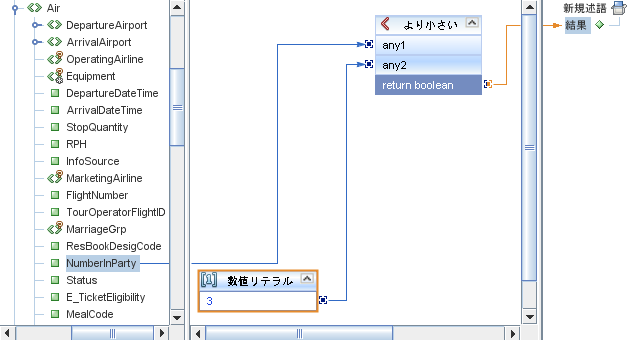 Air
DepartureAirport
ArrivalAirport
OperatingAirline
Equipment
DepartureDateTime
ArrivalDateTime
StopQuantity
RPH
InfoSource
MarketingAirline
FlightNumber
TourOperatorFlightID
MarriageGrp
ResBookDesigCode
NumberInParty
Status
E_TicketEligibility
MealCode
より小さい
any1
any2
return boolean
数値リテラル
3
新規述語
結果